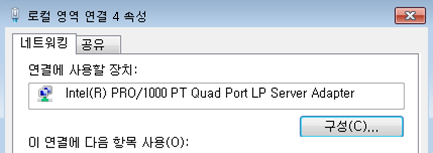 로컬 영역 연결 4 속성
네트워킹 공유
연결에 사용할 장치:
Intel(R) PRO/1000 PT Quad Port LP Server Adapter
구성(C)...
이 연결에 다음 항목 사용(O):